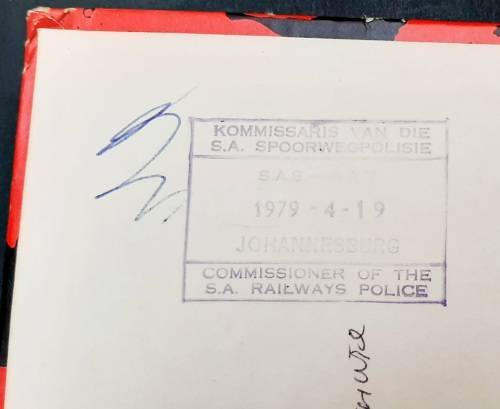 KOMMISSARIS VAN DIE
S.A. SPOORWEGPOLISIE
1979-4-19
JOHANNESBURG
COMMISSIONER OF THE
S.A. RAILWAYS POLICE